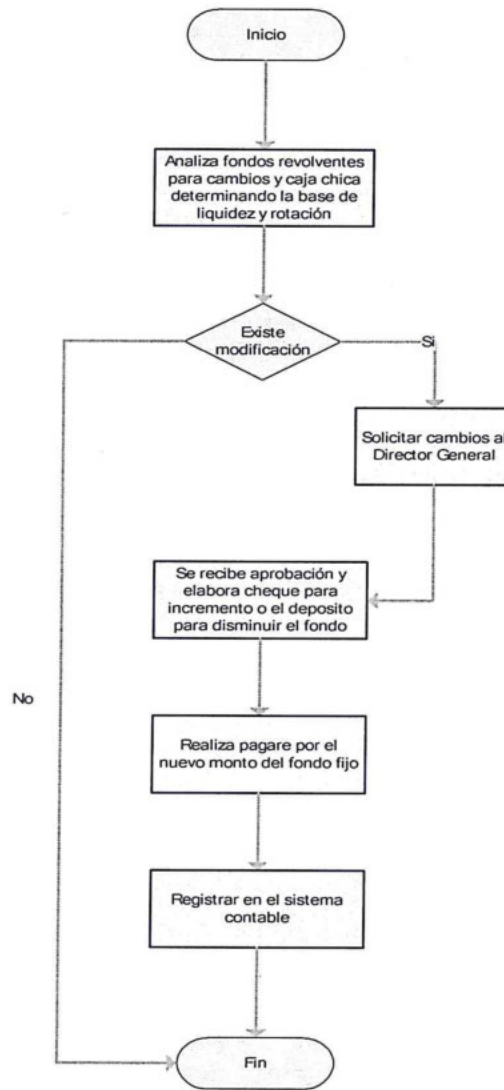 Inicio
Analiza fondos revolventes
para cambios y caja chica
determinando la base de
liquidez y rotación
Existe
modificación
Si
Solicitar cambios al
Director General
Se recibe aprobación y
elabora cheque para
incremento o el deposito
para disminuir el fondo
No
Realiza pagare por el
nuevo monto del fondo fijo
Registrar en el sistema
contable
Fin